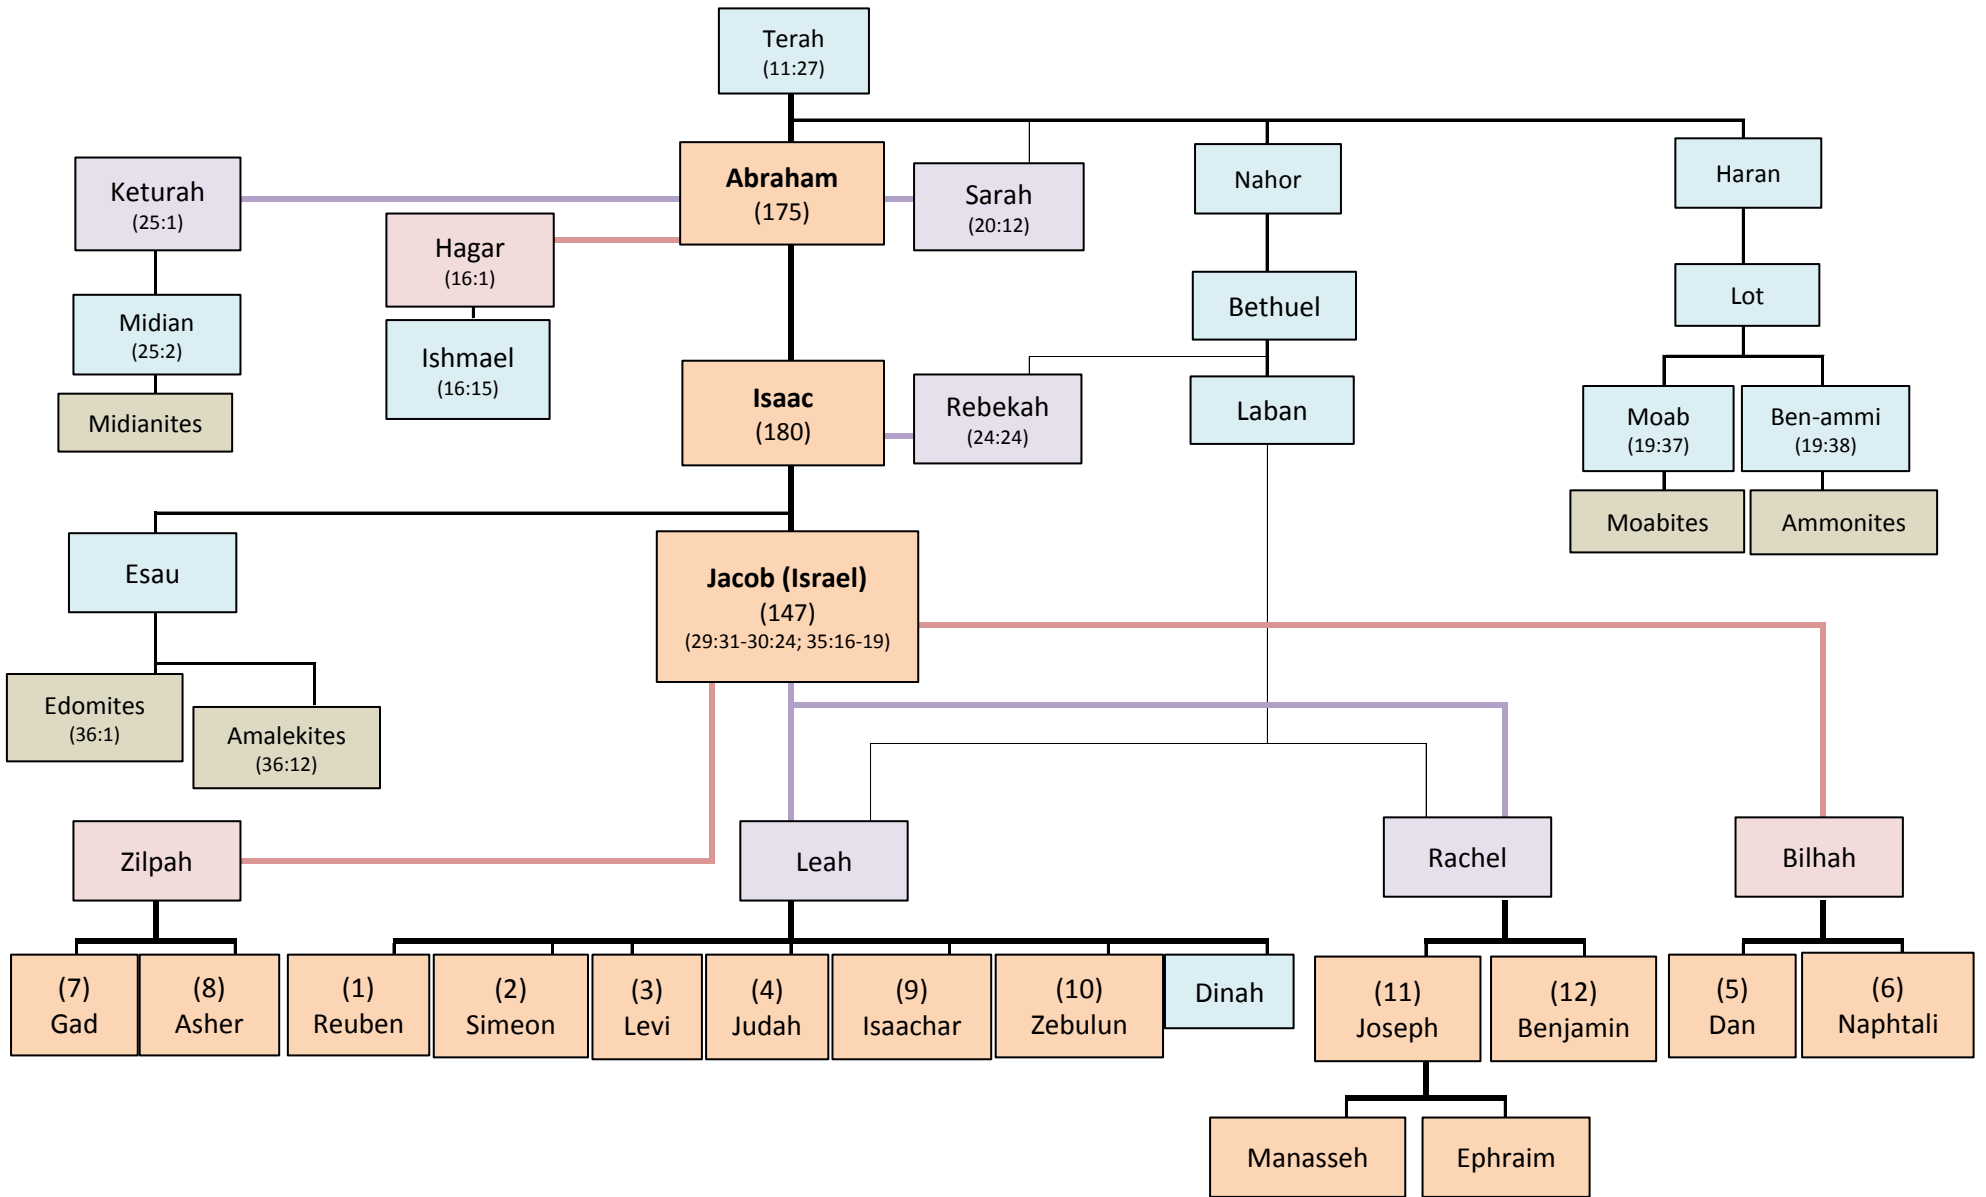 Terah
(11:27)
Abraham
(175)
Keturah
(25:1)
Sarah
(20:12)
Nahor
Haran
Hagar
(16:1)
Midian
(25:2)
Ishmael
(16:15)
Bethuel
Lot
Midianites
Isaac
(180)
Rebekah
(24:24)
Laban
Moab
(19:37)
Ben-ammi
(19:38)
Moabites
Ammonites
Esau
Jacob (Israel)
(147)
(29:31-30:24; 35:16-19)
Edomites
(36:1)
Amalekites
(36:12)
Zilpah
Leah
Rachel
Bilhah
(7)
Gad
(8)
Asher
(1)
Reuben
(2)
Simeon
(3)
Levi
(4)
Judah
(9)
Isaachar
(10)
Zebulun
Dinah
(11)
Joseph
(12)
Benjamin
(5)
Dan
(6)
Naphtali
Manasseh
Ephraim